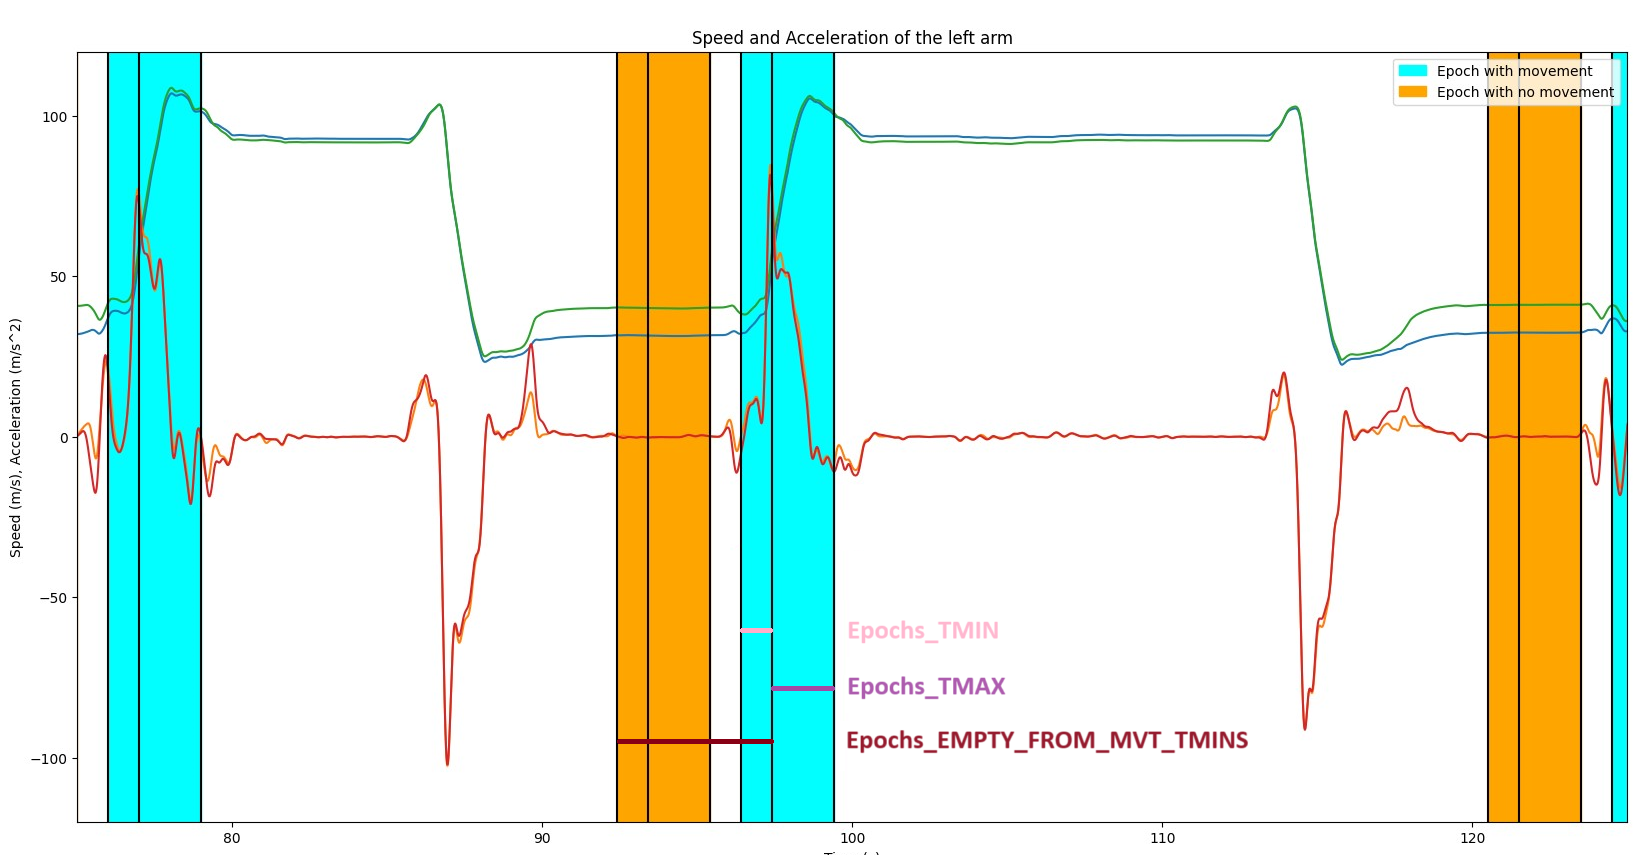 Speed and Acceleration of the left arm
Epoch with movement
Epoch with no movement
Speed (m/s), Acceleration (m/s^2)
100
50
0
−50
−100
Epochs_TMIN
Epochs_TMAX
Epochs_EMPTY_FROM_MVT_TMINS
80
90
100
110
120